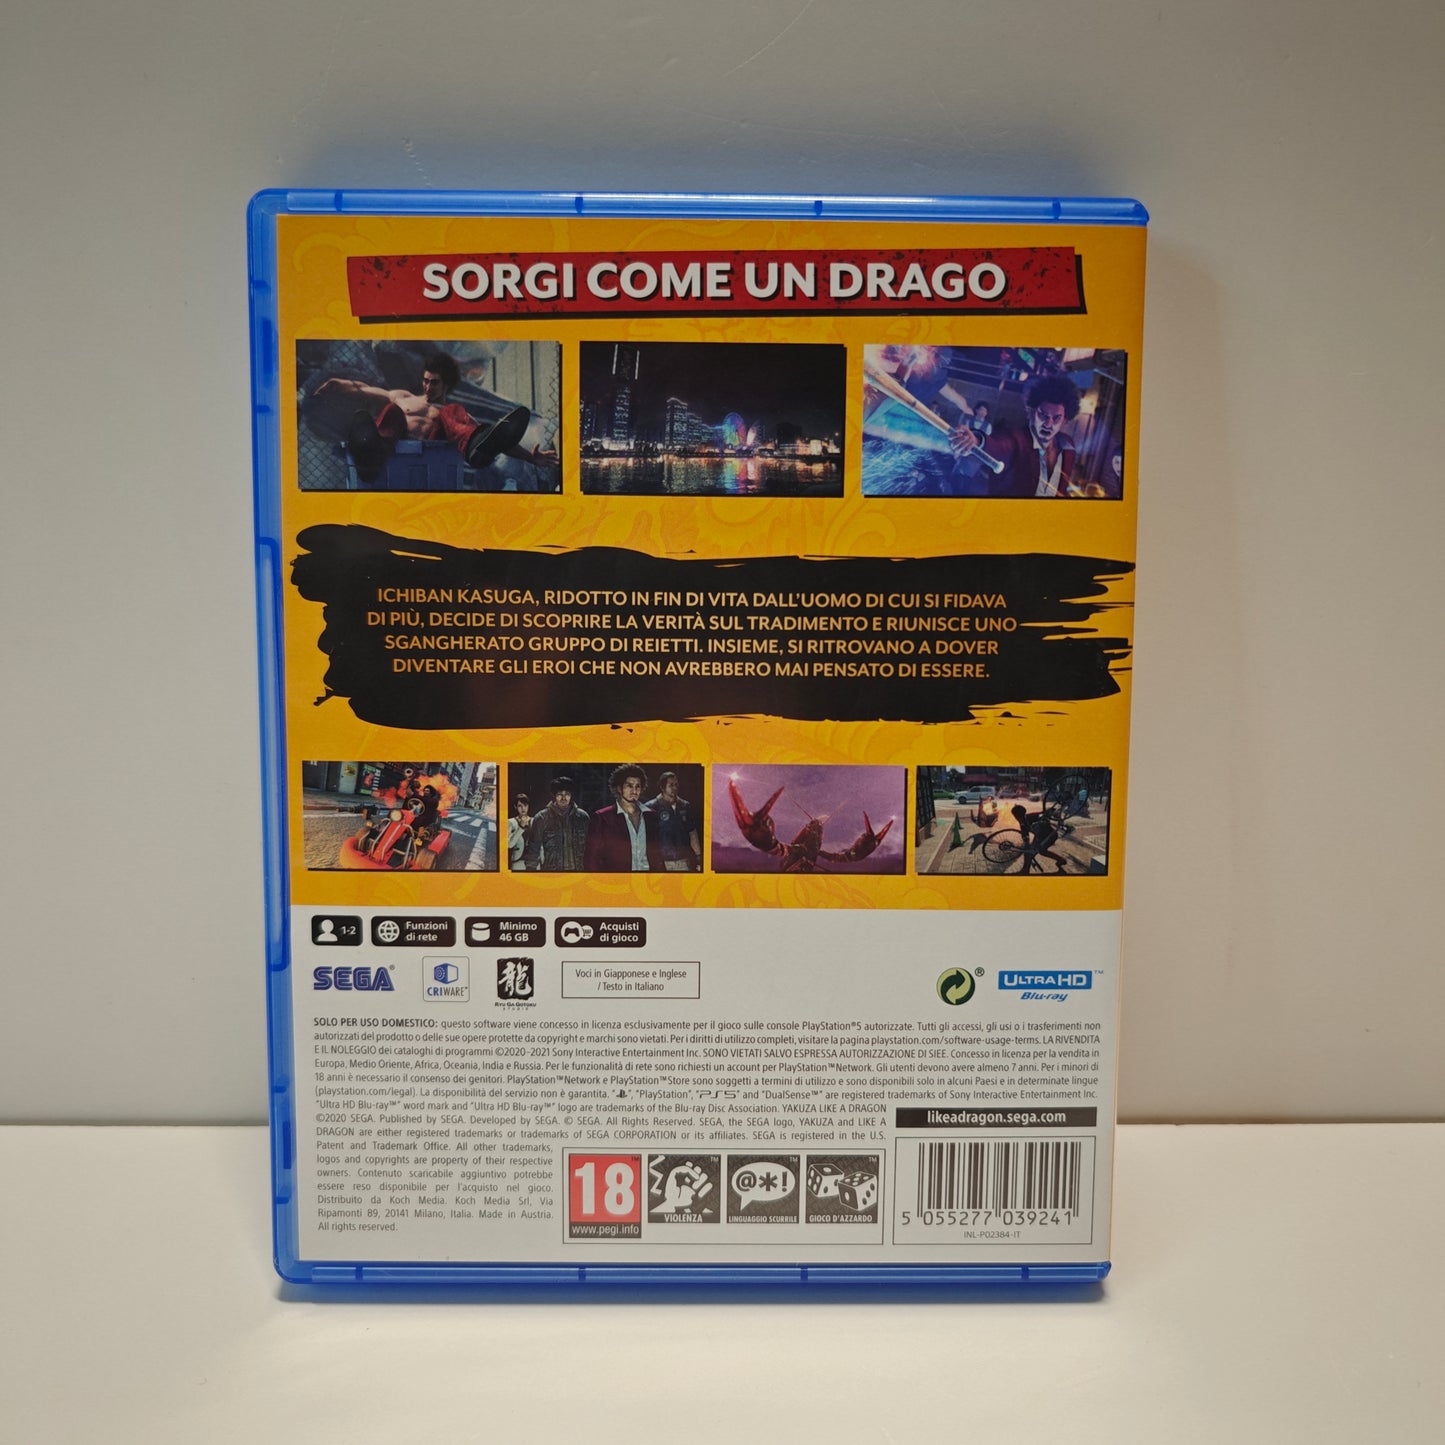 SORGI COME UN DRAGO
ICHIBAN KASUGA, RIDOTTO IN FIN DI VITA DALL'UOMO DI CUI SI FIDAVA
DI PIÙ, DECIDE DI SCOPRIRE LA VERITÀ SUL TRADIMENTO E RIUNISCE UNO
SGANGHERATO GRUPPO DI REIETTI. INSIEME, SI RITROVANO A DOVER
DIVENTARE GLI EROI CHE NON AVREBBERO MAI PENSATO DI ESSERE.
1-2
Funzioni
di rete
Minimo
46 GB
Acquisti
di gioco
SEGA®
CRIWARE™
龍
RYU GA GOTOKU
STUDIO
Voci in Giapponese e Inglese
/ Testo in Italiano
®
ULTRA HD™
Blu-ray
SOLO PER USO DOMESTICO: questo software viene concesso in licenza esclusivamente per il gioco sulle console PlayStation®5 autorizzate. Tutti gli accessi, gli usi o i trasferimenti non
autorizzati del prodotto o delle sue opere protette da copyright e marchi sono vietati. Per i diritti di utilizzo completi, visitare la pagina playstation.com/software-usage-terms. LA RIVENDITA
E IL NOLEGGIO dei cataloghi di programmi ©2020-2021 Sony Interactive Entertainment Inc. SONO VIETATI SALVO ESPRESSA AUTORIZZAZIONE DI SIEE. Concesso in licenza per la vendita in
Europa, Medio Oriente, Africa, Oceania, India e Russia. Per le funzionalità di rete sono richiesti un account per PlayStation™Network. Gli utenti devono avere almeno 7 anni. Per i minori di
18 anni è necessario il consenso dei genitori. PlayStation™Network e PlayStation™Store sono soggetti a termini di utilizzo e sono disponibili solo in alcuni Paesi e in determinate lingue
(playstation.com/legal). La disponibilità del servizio non è garantita. "", "PlayStation", "PS5" and "DualSense™" are registered trademarks of Sony Interactive Entertainment Inc.
"Ultra HD Blu-ray™" word mark and "Ultra HD Blu-ray™" logo are trademarks of the Blu-ray Disc Association. YAKUZA LIKE A DRAGON
©2020 SEGA. Published by SEGA. Developed by SEGA. © SEGA. All Rights Reserved. SEGA, the SEGA logo, YAKUZA and LIKE A
DRAGON are either registered trademarks or trademarks of SEGA CORPORATION or its affiliates. SEGA is registered in the U.S.
Patent and Trademark Office. All other trademarks,
logos and copyrights are property of their respective
owners. Contenuto scaricabile aggiuntivo potrebbe
essere reso disponibile per l'acquisto nel gioco.
Distribuito da Koch Media. Koch Media Srl, Via
Ripamonti 89, 20141 Milano, Italia. Made in Austria.
All rights reserved.
likeadragon.sega.com
18™
www.pegi.info
VIOLENZA
@*!
LINGUAGGIO SCURRILE
GIOCO D'AZZARDO
5 055277 039241
INL-P02384-IT